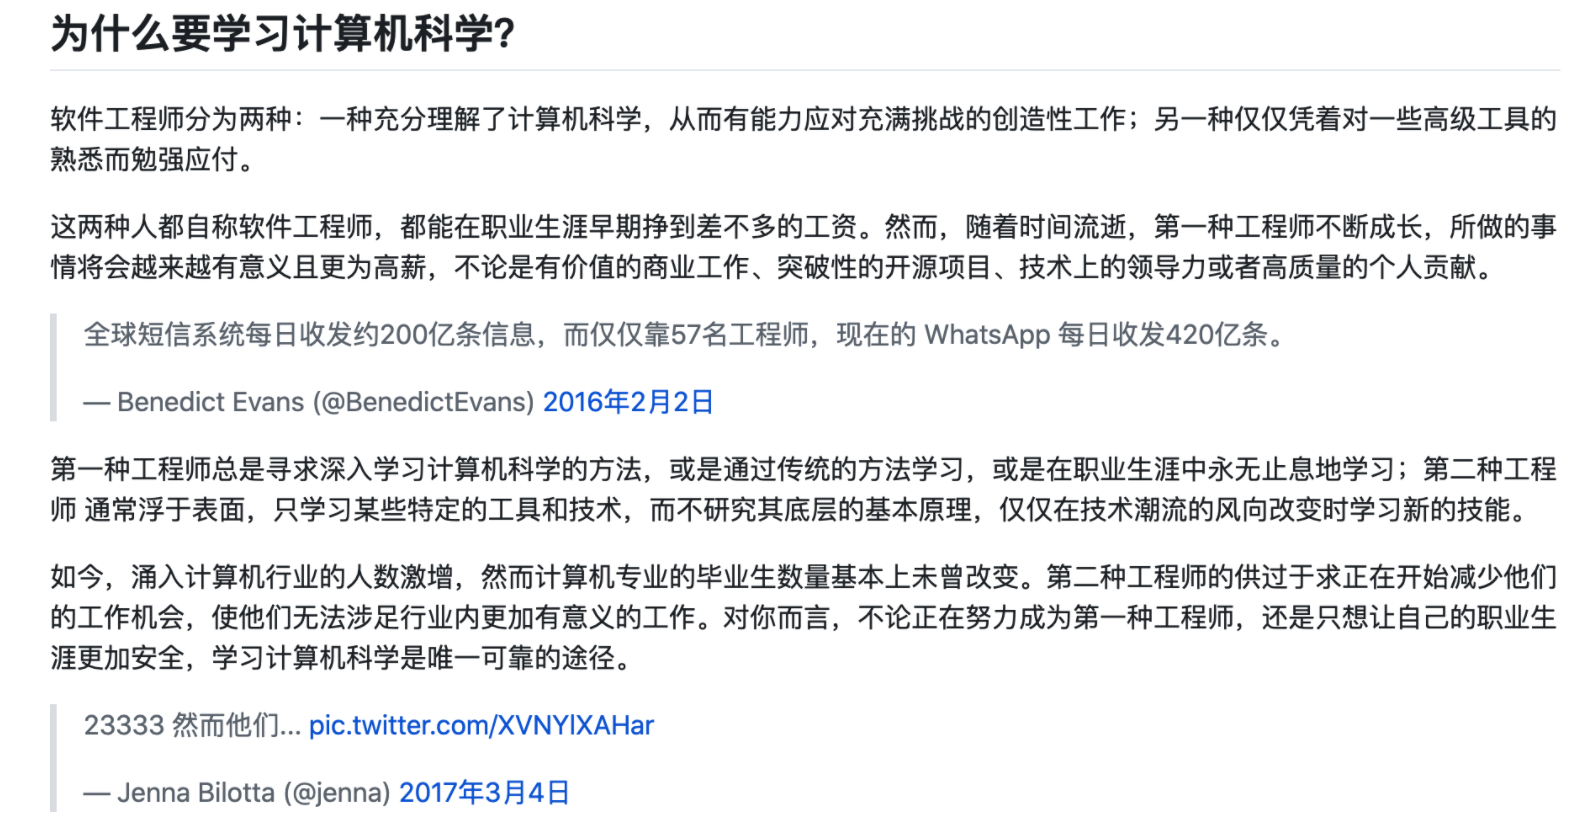 为什么要学习计算机科学?
软件工程师分为两种：一种充分理解了计算机科学，从而有能力应对充满挑战的创造性工作；另一种仅仅凭着对一些高级工具的
熟悉而勉强应付。
这两种人都自称软件工程师，都能在职业生涯早期挣到差不多的工资。然而，随着时间流逝，第一种工程师不断成长，所做的事
情将会越来越有意义且更为高薪，不论是有价值的商业工作、突破性的开源项目、技术上的领导力或者高质量的个人贡献。
全球短信系统每日收发约200亿条信息，而仅仅靠57名工程师，现在的 WhatsApp 每日收发420亿条。
— Benedict Evans (@BenedictEvans) 2016年2月2日
第一种工程师总是寻求深入学习计算机科学的方法，或是通过传统的方法学习，或是在职业生涯中永无止息地学习；第二种工程
师 通常浮于表面，只学习某些特定的工具和技术，而不研究其底层的基本原理，仅仅在技术潮流的风向改变时学习新的技能。
如今，涌入计算机行业的人数激增，然而计算机专业的毕业生数量基本上未曾改变。第二种工程师的供过于求正在开始减少他们
的工作机会，使他们无法涉足行业内更加有意义的工作。对你而言，不论正在努力成为第一种工程师，还是只想让自己的职业生
涯更加安全，学习计算机科学是唯一可靠的途径。
23333 然而他们... pic.twitter.com/XVNYlXAHar
— Jenna Bilotta (@jenna) 2017年3月4日